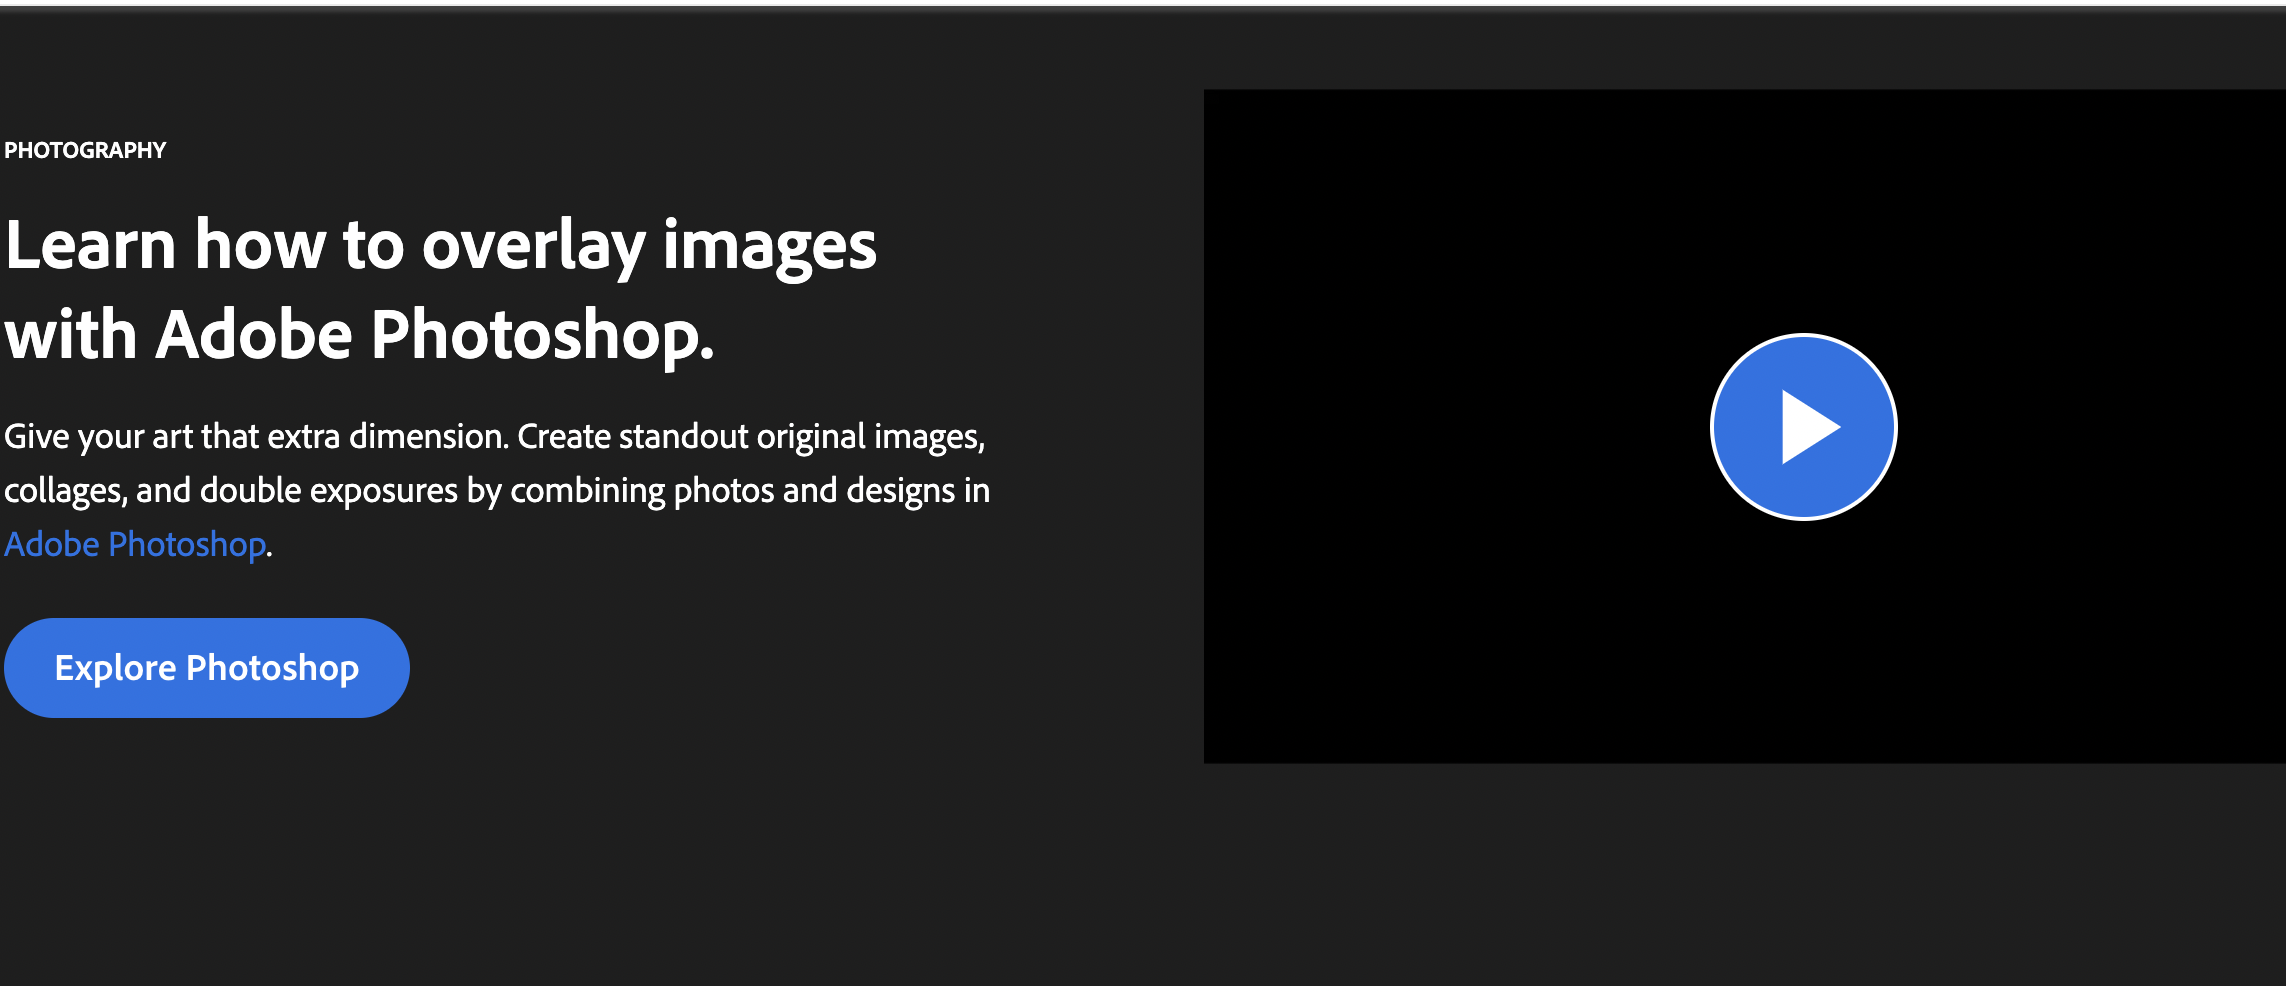 PHOTOGRAPHY
Learn how to overlay images
with Adobe Photoshop.
Give your art that extra dimension. Create standout original images,
collages, and double exposures by combining photos and designs in
Adobe Photoshop.
Explore Photoshop